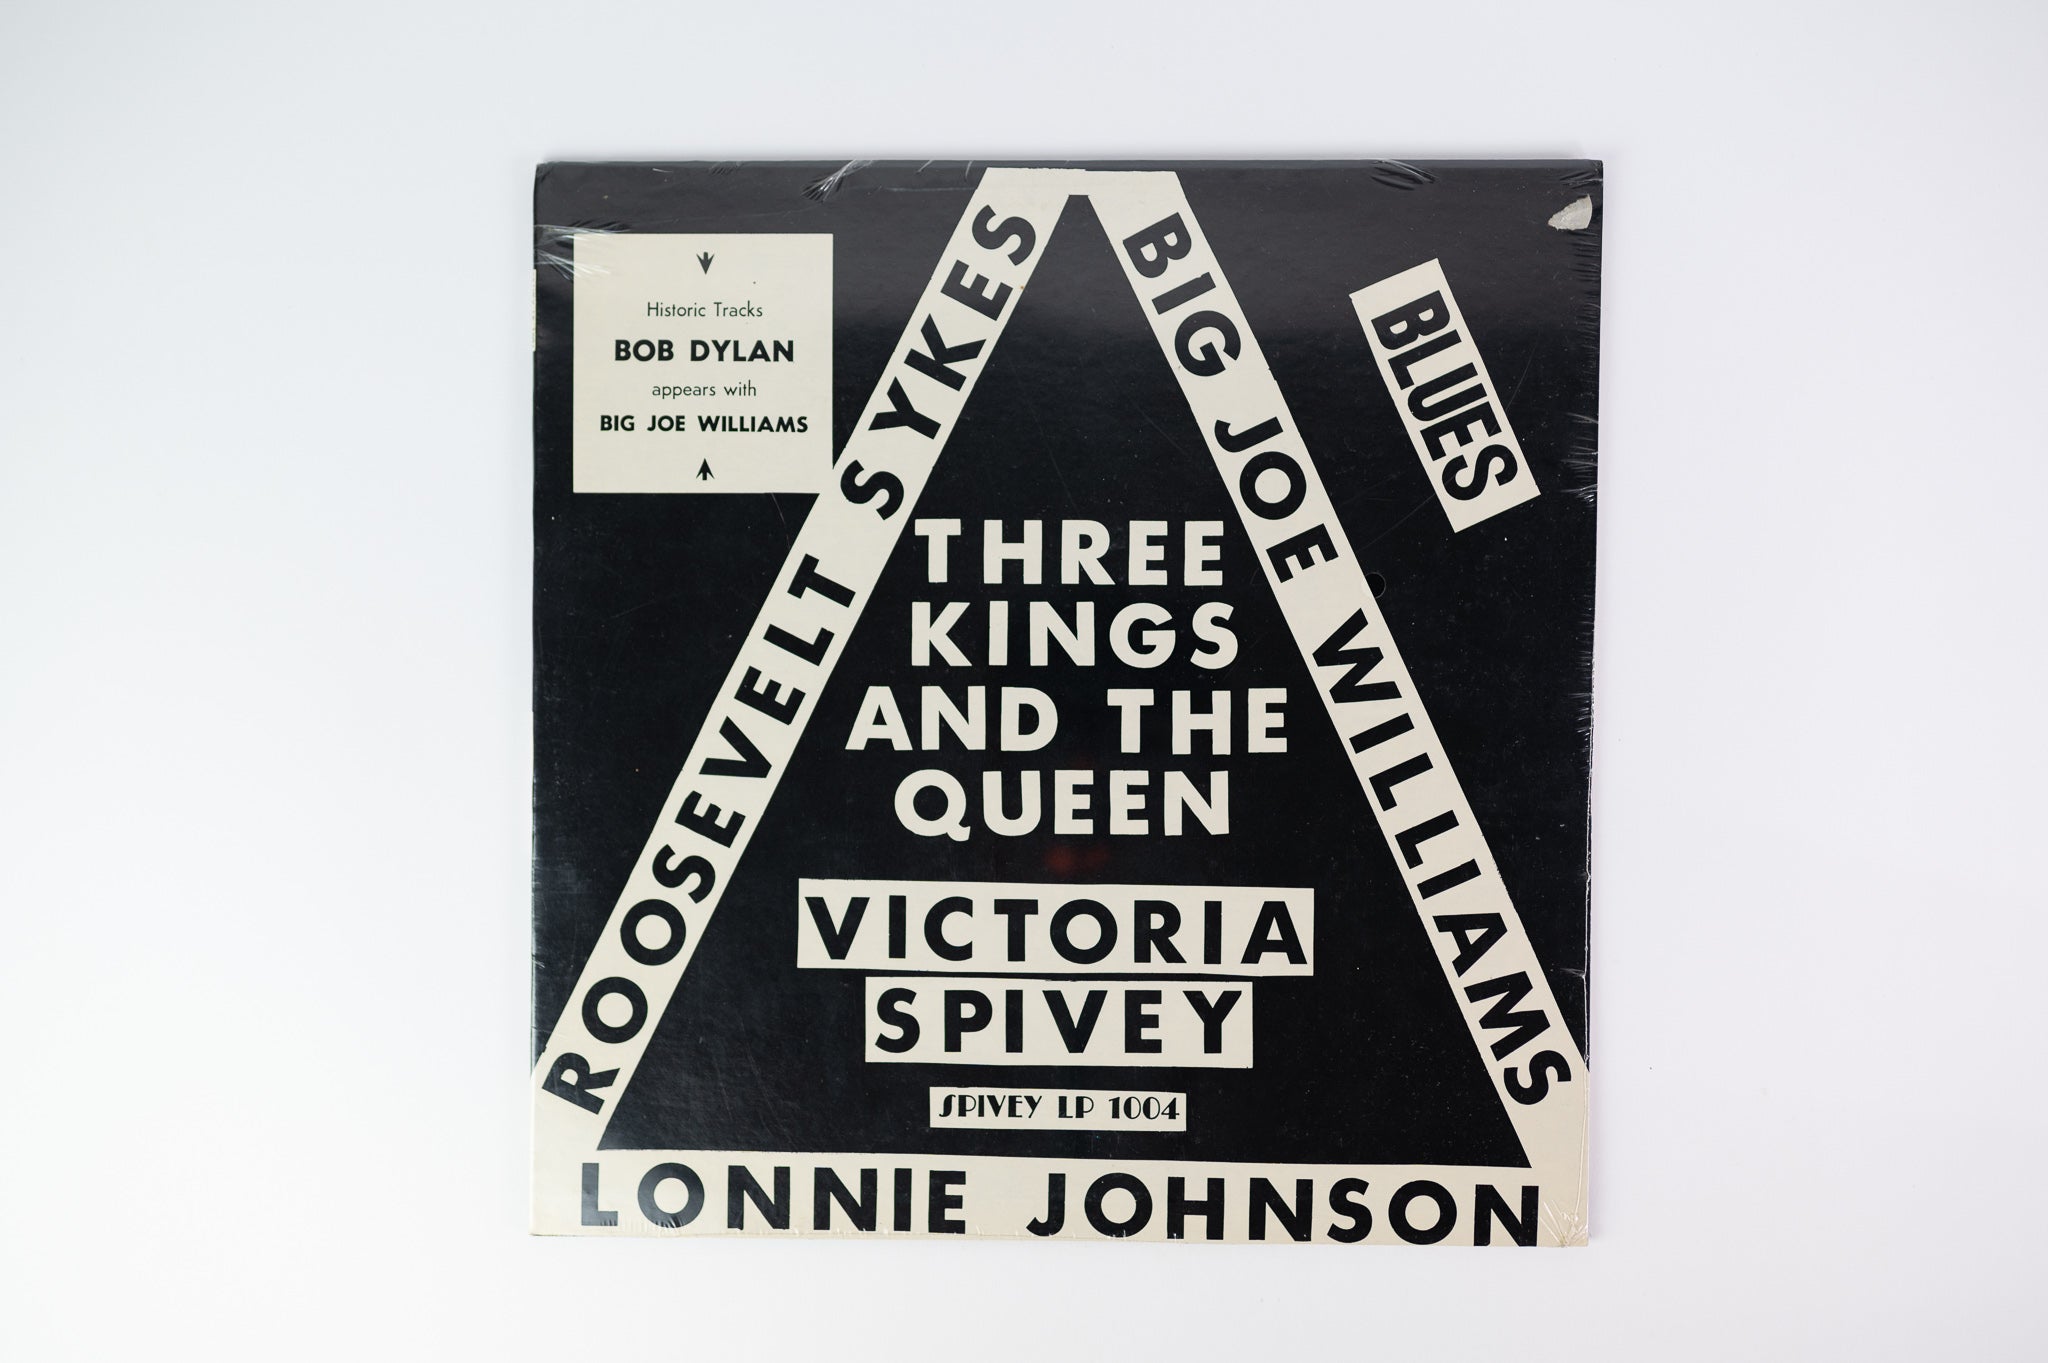 Historic Tracks
BOB DYLAN
appears with
BIG JOE WILLIAMS
ROOSEVELT SYKES
BIG JOE WILLIAMS
BLUES
THREE
KINGS
AND THE
QUEEN
VICTORIA
SPIVEY
SPIVEY LP 1004
LONNIE JOHNSON